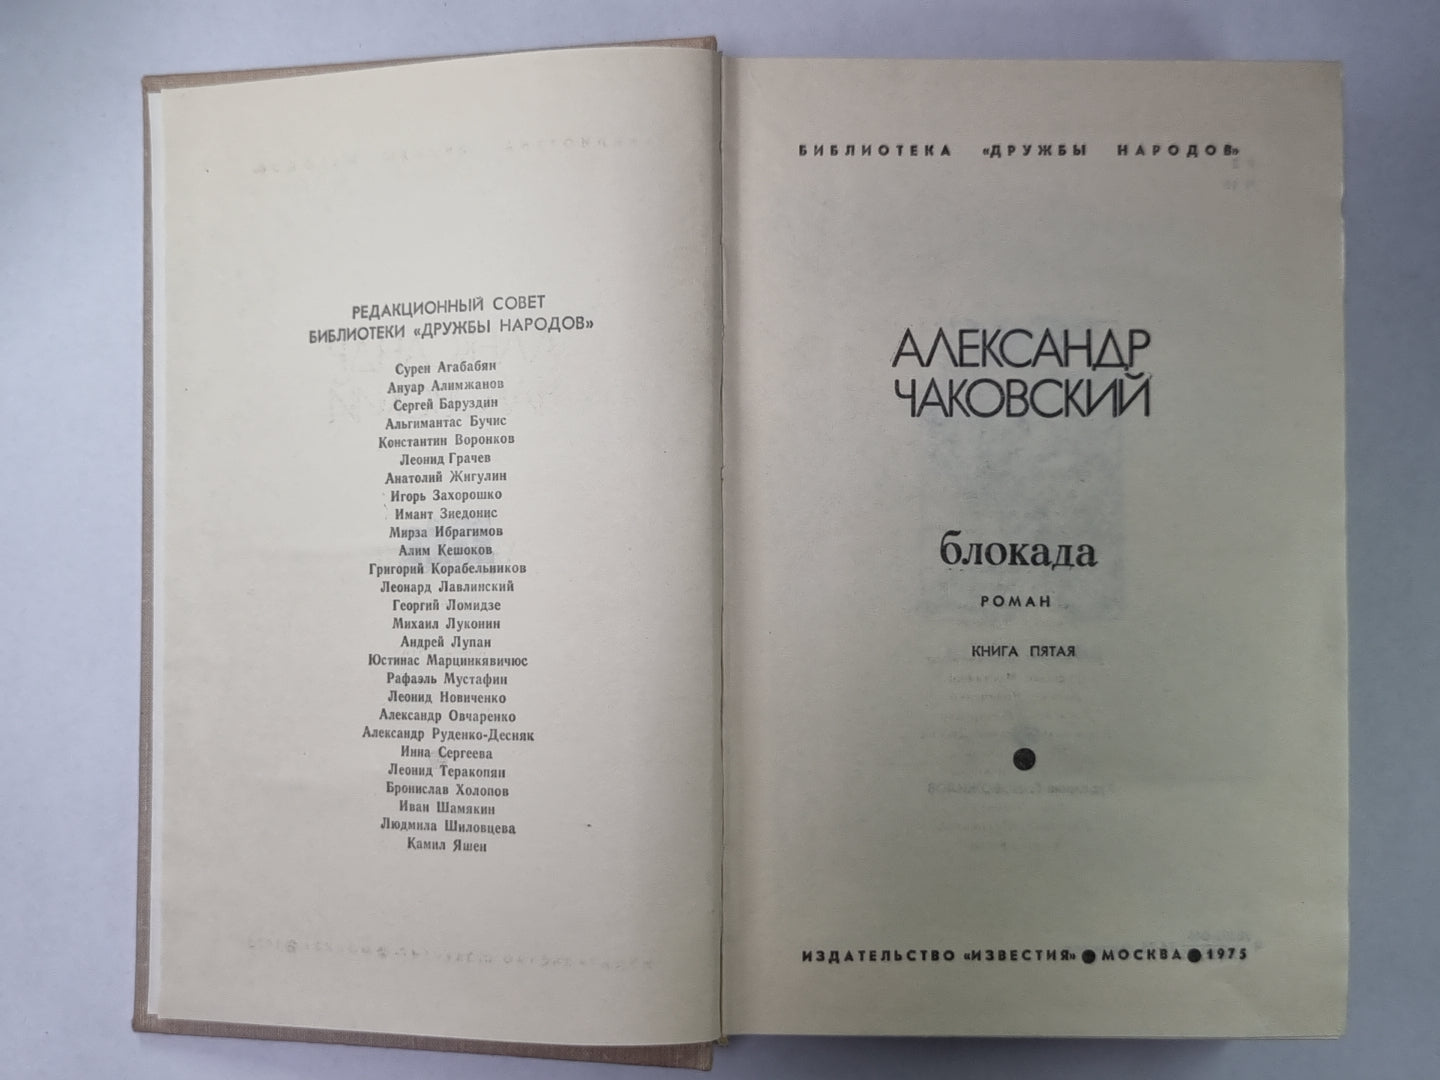 РЕДАКЦИОННЫЙ СОВЕТ
БИБЛИОТЕКИ «ДРУЖБЫ НАРОДОВ»
Сурен Агабабян
Ануар Алимжанов
Сергей Баруздин
Альгимантас Бучис
Константин Воронков
Леонид Грачев
Анатолий Жигулин
Игорь Захорошко
Имант Зиедонис
Мирза Ибрагимов
Алим Кешоков
Григорий Корабельников
Леонард Лавлинский
Георгий Ломидзе
Михаил Луконин
Андрей Лупан
Юстинас Марцинкявичюс
Рафаэль Мустафин
Леонид Новиченко
Александр Овчаренко
Александр Руденко-Десняк
Инна Сергеева
Леонид Теракопян
Бронислав Холопов
Иван Шамякин
Людмила Шиловцева
Камил Яшен
БИБЛИОТЕКА «ДРУЖБЫ НАРОДОВ»
АЛЕКСАНДР
ЧАКОВСКИЙ
блокада
РОМАН
КНИГА ПЯТАЯ
ИЗДАТЕЛЬСТВО «ИЗВЕСТИЯ» ● МОСКВА ● 1975